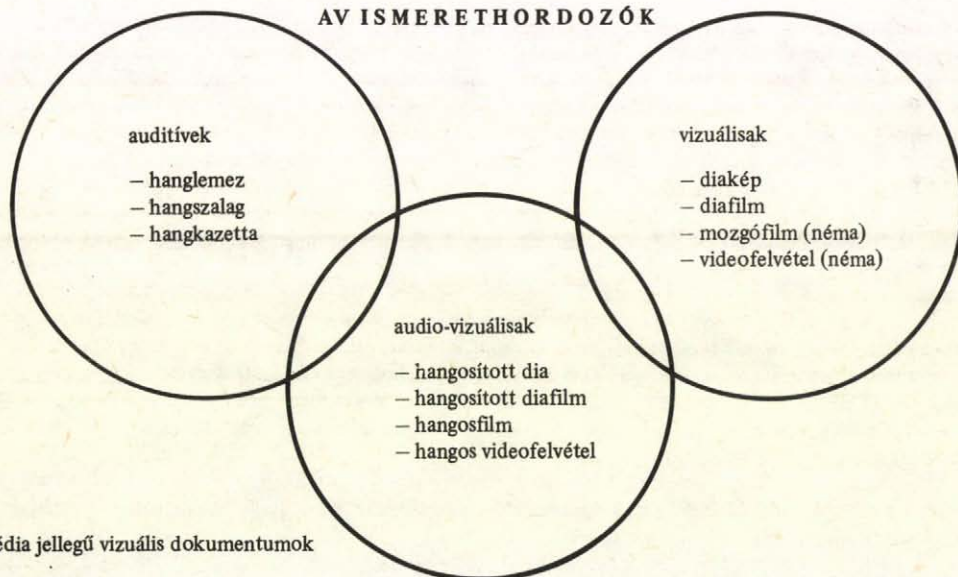 AV ISMERETHORDOZÓK
auditívek
– hanglemez
– hangszalag
– hangkazetta
vizuálisak
– diakép
– diafilm
– mozgófilm (néma)
– videofelvétel (néma)
audio-vizuálisak
– hangosított dia
– hangosított diafilm
– hangosfilm
– hangos videofelvétel
jellegű vizuális dokumentumok